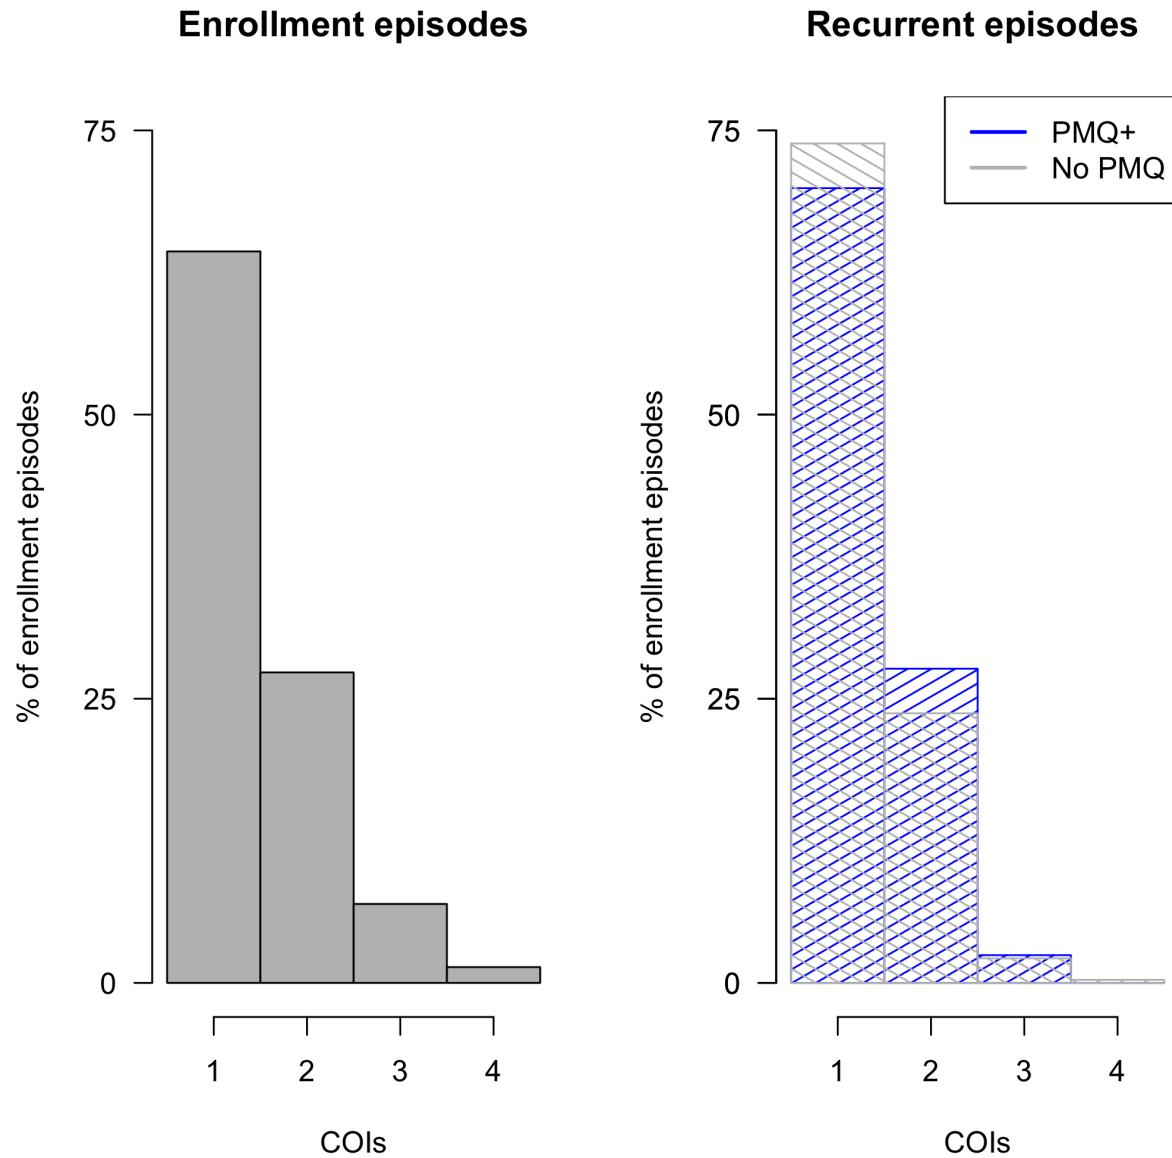 Enrollment episodes
75
50
25
0
% of enrollment episodes
1 2 3 4
COIs
Recurrent episodes
PMQ+
No PMQ
75
50
25
0
% of enrollment episodes
1 2 3 4
COIs